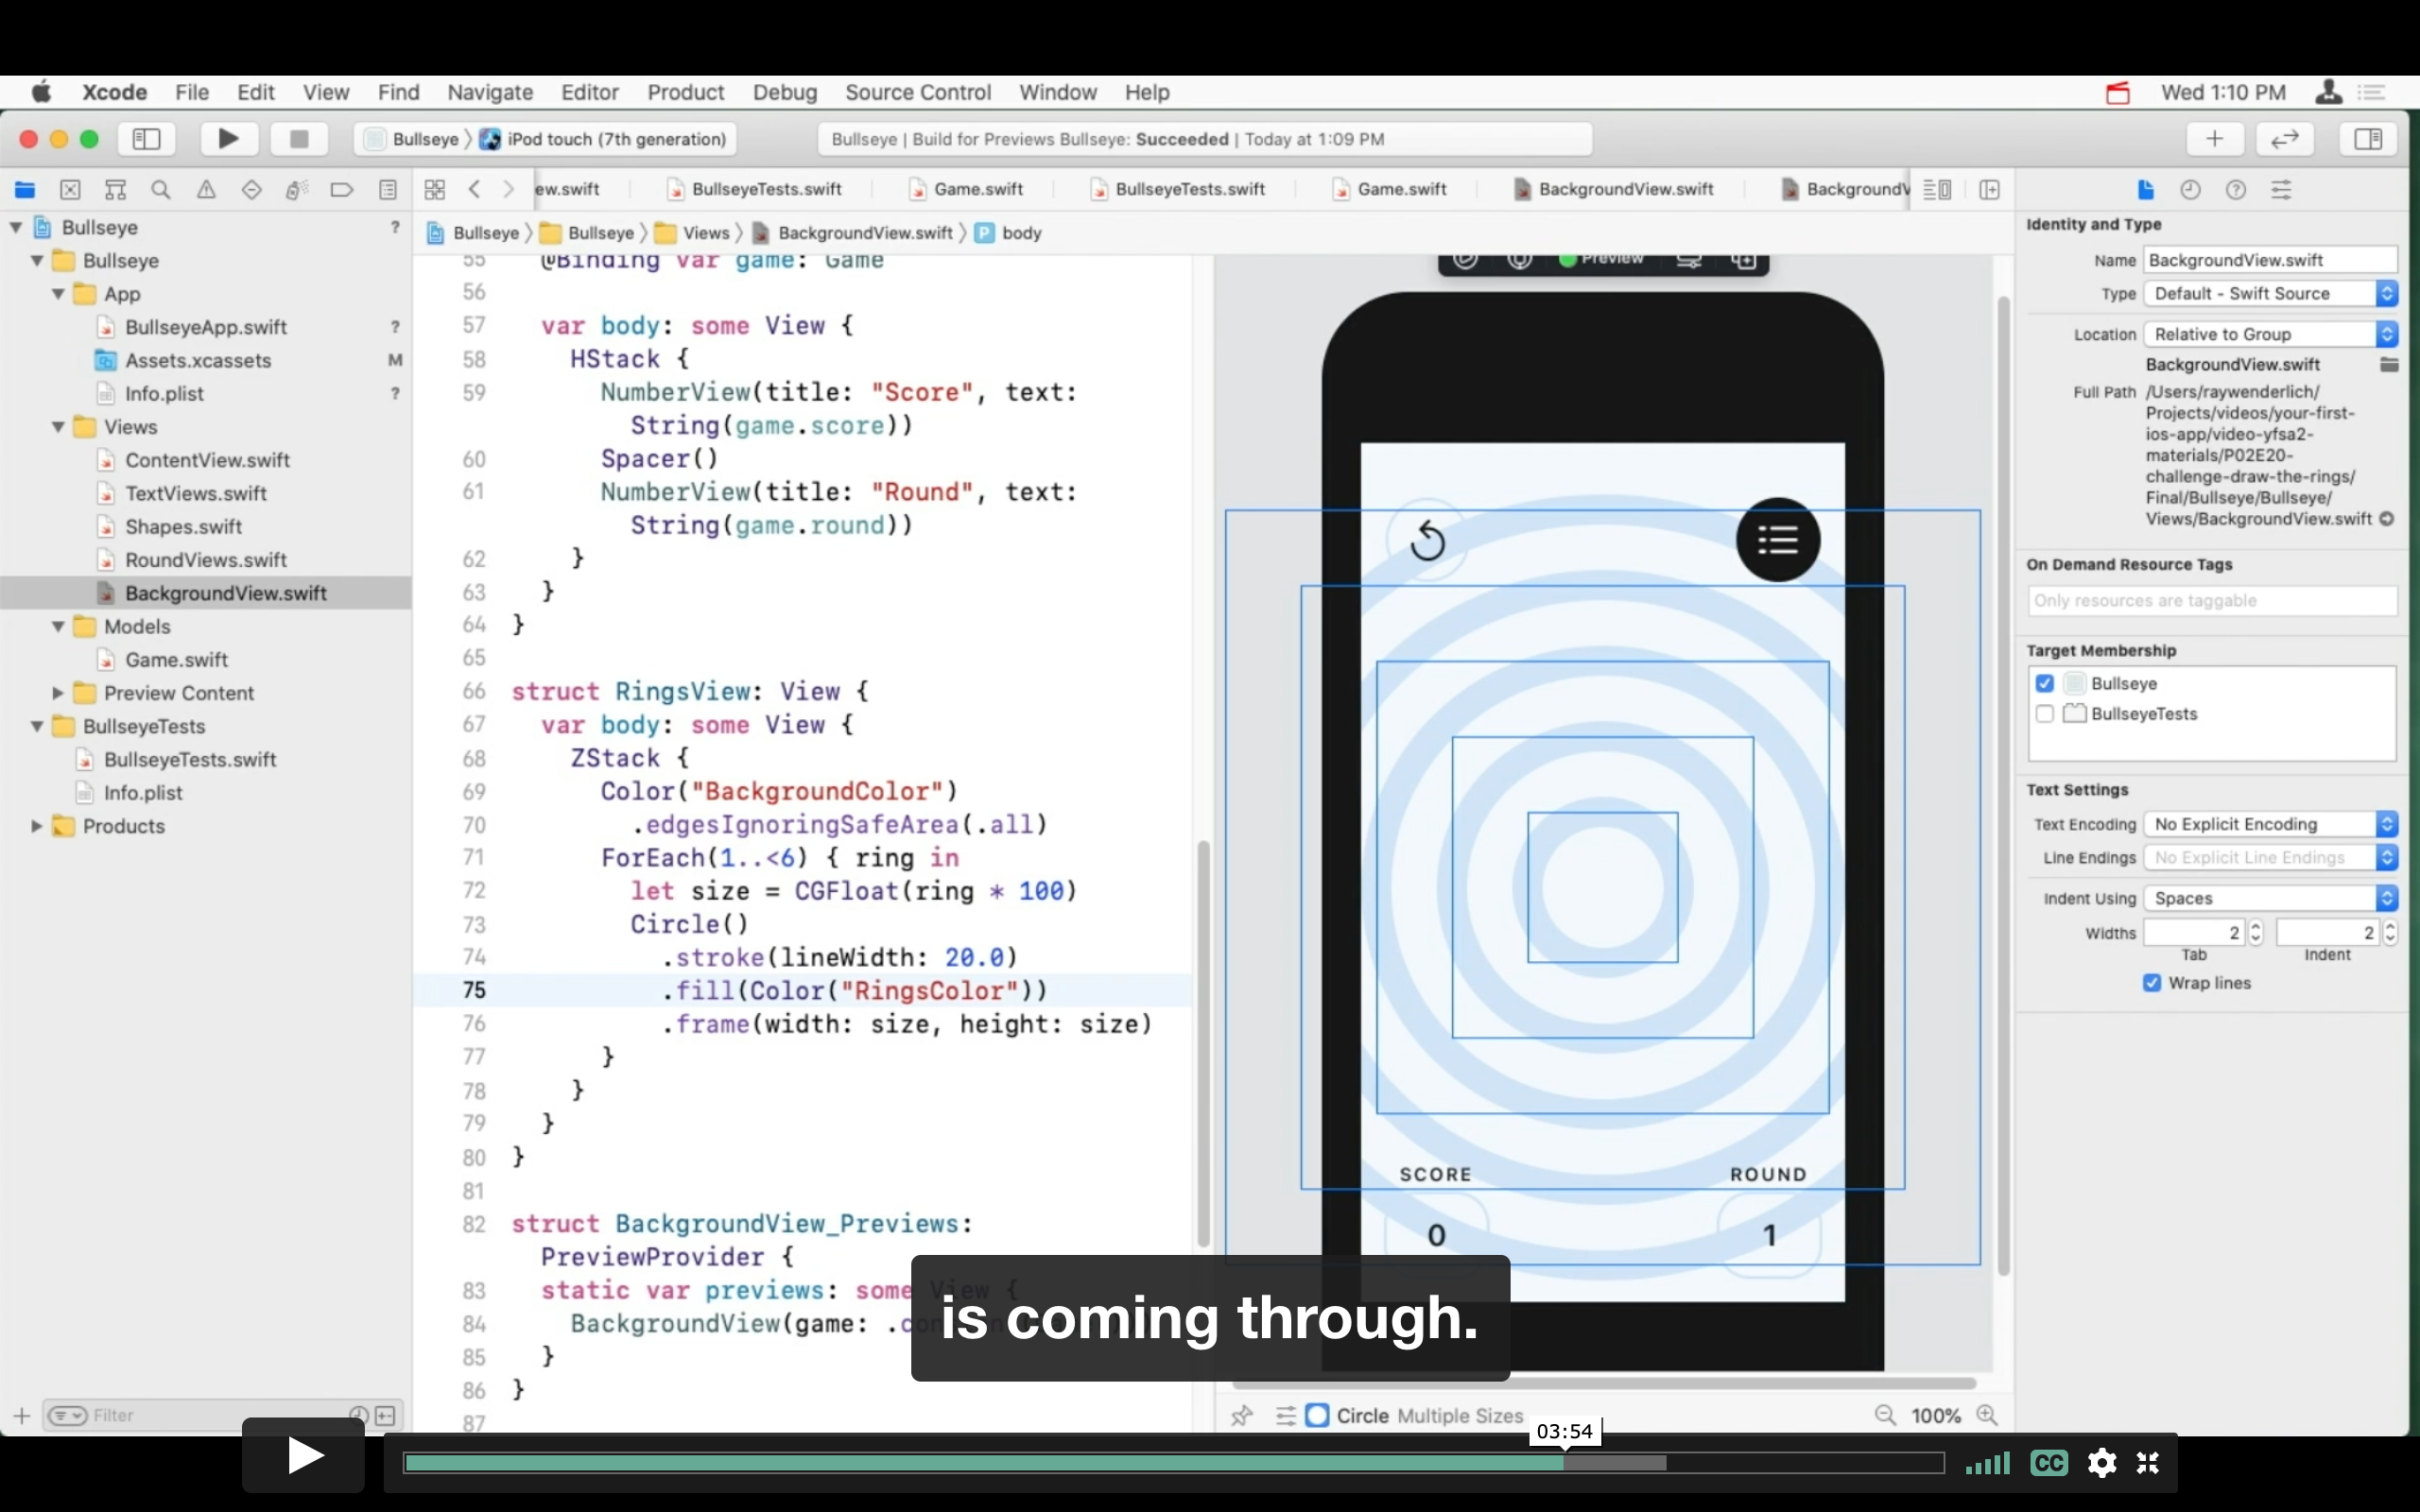 Xcode File Edit View Find Navigate Editor Product Debug Source Control Window Help Wed 1:10 PM
Bullseye iPod touch (7th generation) Bullseye | Build for Previews Bullseye: Succeeded | Today at 1:09 PM
ew.swift BullseyeTests.swift Game.swift BullseyeTests.swift Game.swift BackgroundView.swift BackgroundV
Bullseye Bullseye Views BackgroundView.swift P body
Bullseye ?
Bullseye
App
BullseyeApp.swift ?
Assets.xcassets M
Info.plist ?
Views
ContentView.swift
TextViews.swift
Shapes.swift
RoundViews.swift
BackgroundView.swift
Models
Game.swift
Preview Content
BullseyeTests
BullseyeTests.swift
Info.plist
Products
Filter
55 @Binding var game: Game
56
57 var body: some View {
58 HStack {
59 NumberView(title: "Score", text:
String(game.score))
60 Spacer()
61 NumberView(title: "Round", text:
String(game.round))
62 }
63 }
64 }
65
66 struct RingsView: View {
67 var body: some View {
68 ZStack {
69 Color("BackgroundColor")
70 .edgesIgnoringSafeArea(.all)
71 ForEach(1..<6) { ring in
72 let size = CGFloat(ring * 100)
73 Circle()
74 .stroke(lineWidth: 20.0)
75 .fill(Color("RingsColor"))
76 .frame(width: size, height: size)
77 }
78 }
79 }
80 }
81
82 struct BackgroundView_Previews:
PreviewProvider {
83 static var previews: some View {
84 BackgroundView(game: .con
85 }
86 }
87
Preview
SCORE ROUND
0 1
Circle Multiple Sizes 100%
Identity and Type
Name BackgroundView.swift
Type Default - Swift Source
Location Relative to Group
BackgroundView.swift
Full Path /Users/raywenderlich/
Projects/videos/your-first-
ios-app/video-yfsa2-
materials/P02E20-
challenge-draw-the-rings/
Final/Bullseye/Bullseye/
Views/BackgroundView.swift
On Demand Resource Tags
Only resources are taggable
Target Membership
Bullseye
BullseyeTests
Text Settings
Text Encoding No Explicit Encoding
Line Endings No Explicit Line Endings
Indent Using Spaces
Widths 2 2
Tab Indent
Wrap lines
is coming through.
03:54
CC